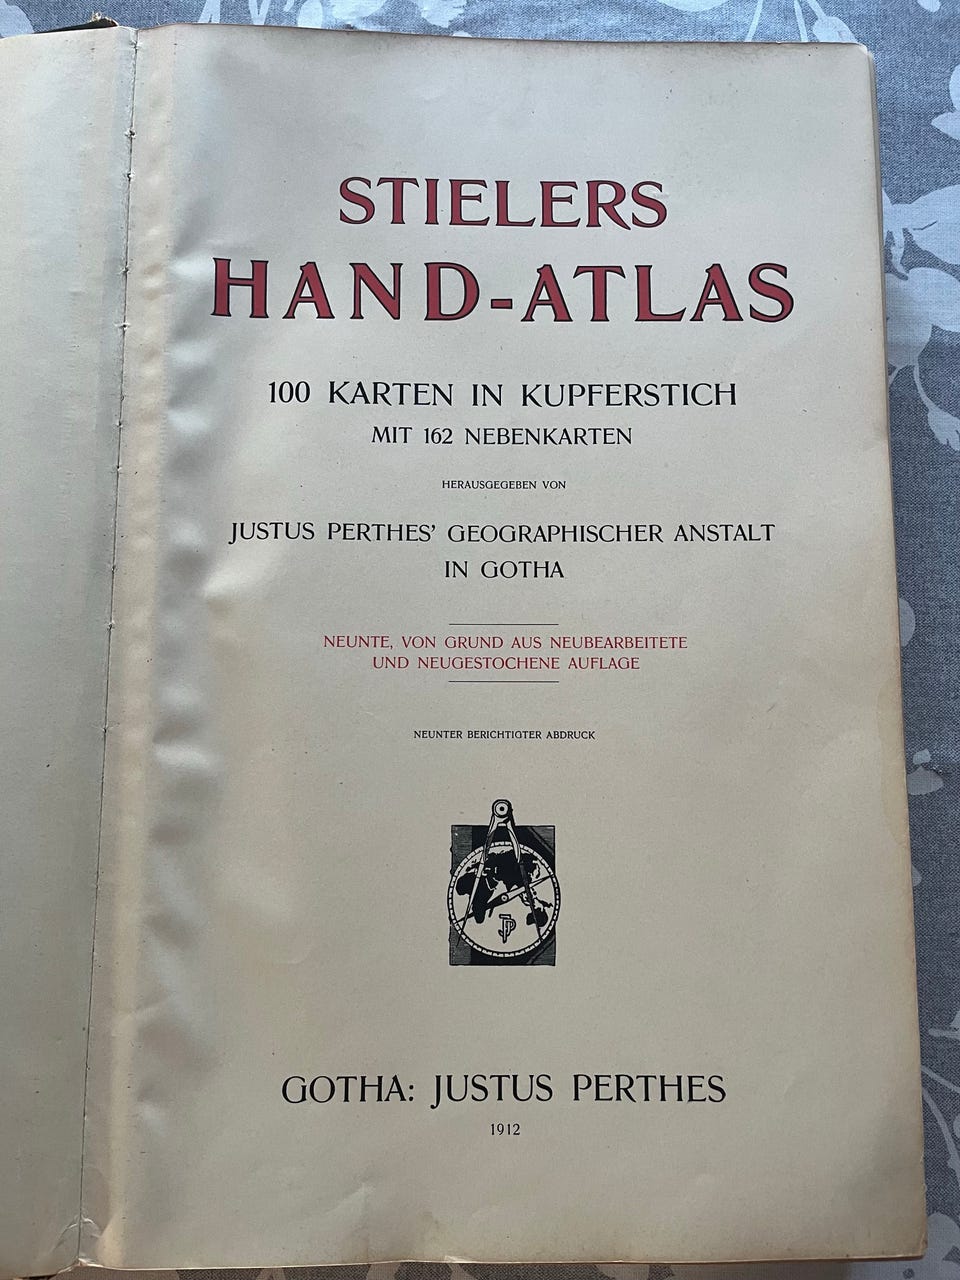 STIELERS
HAND-ATLAS
100 KARTEN IN KUPFERSTICH
MIT 162 NEBENKARTEN
HERAUSGEGEBEN VON
JUSTUS PERTHES' GEOGRAPHISCHER ANSTALT
IN GOTHA
NEUNTE, VON GRUND AUS NEUBEARBEITETE
UND NEUGESTOCHENE AUFLAGE
NEUNTER BERICHTIGTER ABDRUCK
JP
GOTHA: JUSTUS PERTHES
1912